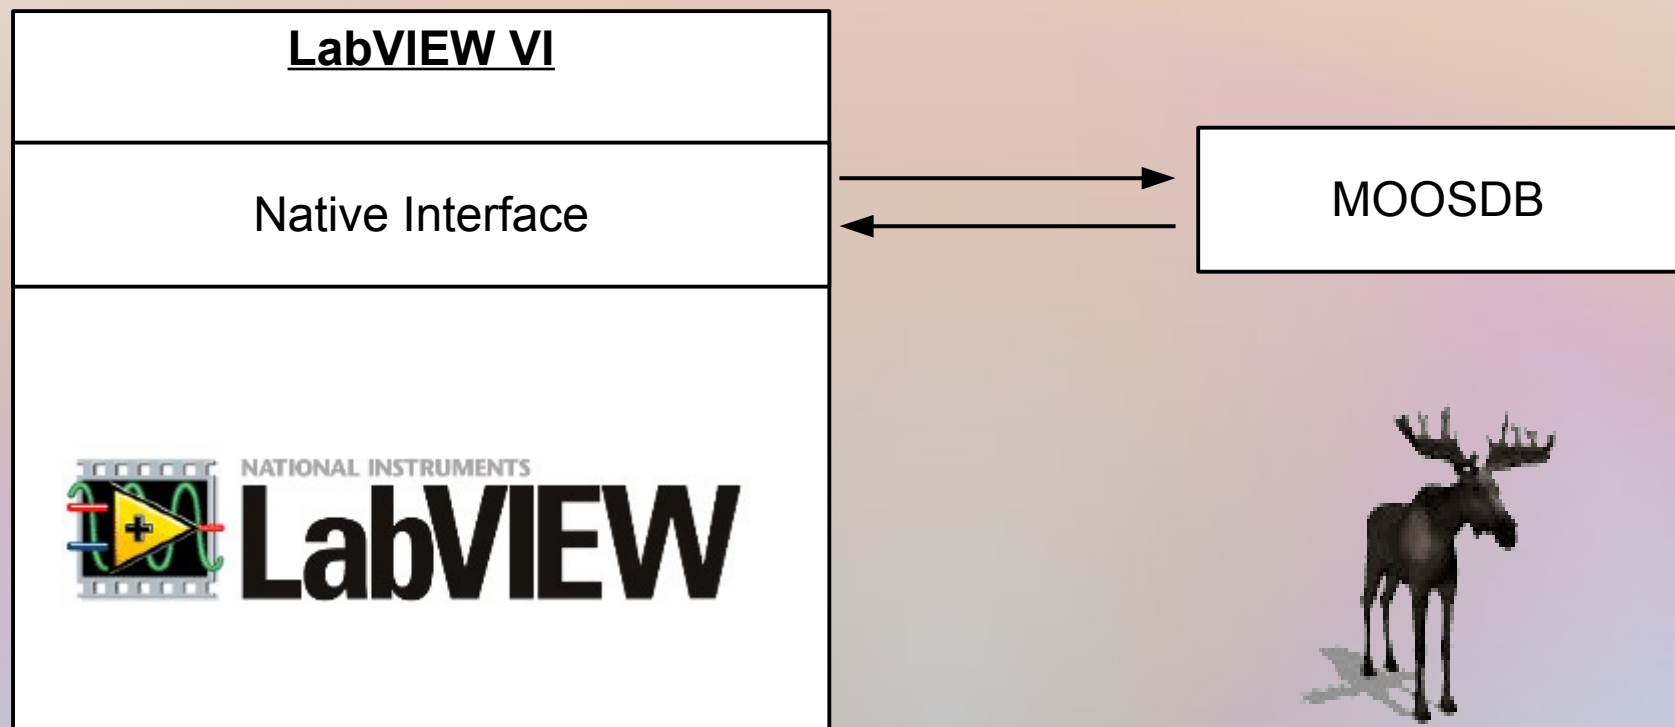 LabVIEW VI
Native Interface
MOOSDB
NATIONAL INSTRUMENTS
LabVIEW